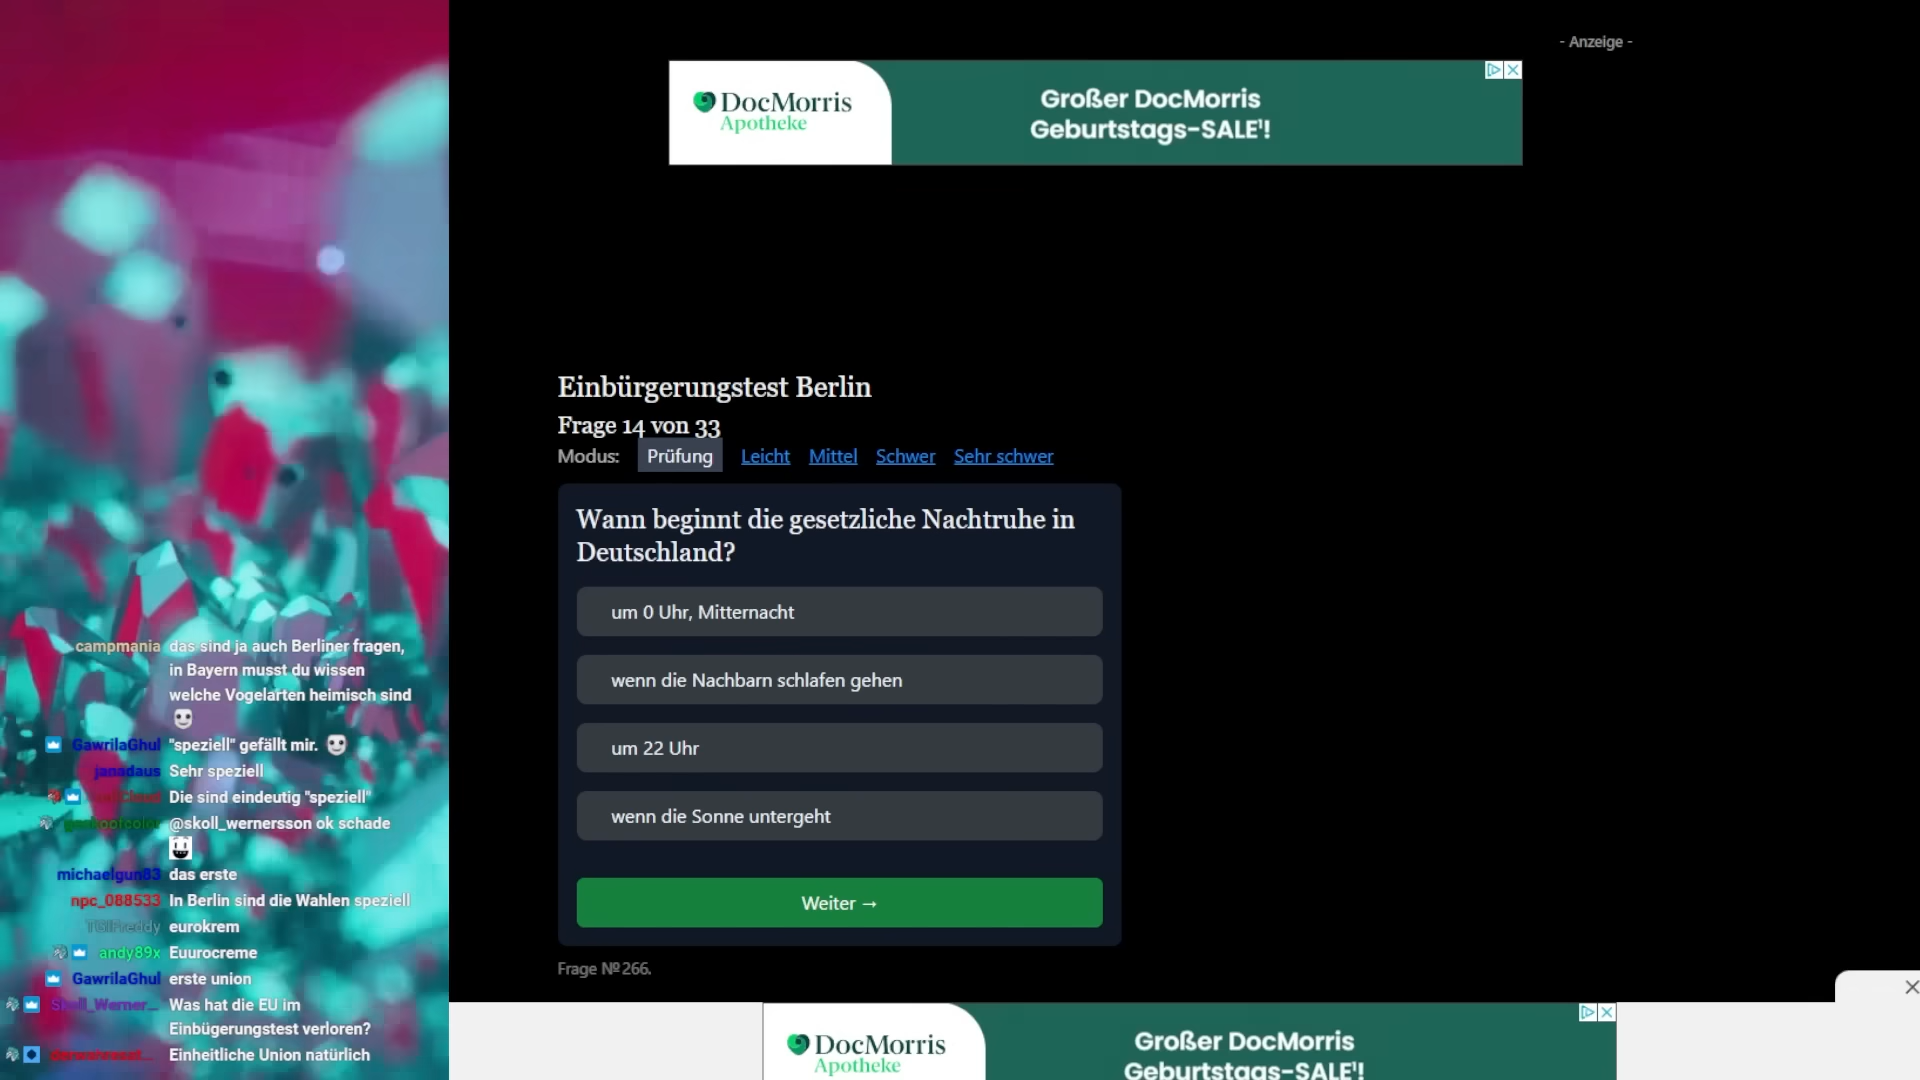 - Anzeige -
DocMorris
Apotheke
Großer DocMorris
Geburtstags-SALE¹!
Einbürgerungstest Berlin
Frage 14 von 33
Modus: Prüfung Leicht Mittel Schwer Sehr schwer
Wann beginnt die gesetzliche Nachtruhe in
Deutschland?
um 0 Uhr, Mitternacht
wenn die Nachbarn schlafen gehen
um 22 Uhr
wenn die Sonne untergeht
Weiter →
Frage №266.
DocMorris
Apotheke
Großer DocMorris
Geburtstags-SALE¹!
campmania das sind ja auch Berliner fragen,
in Bayern musst du wissen
welche Vogelarten heimisch sind
GawrilaGhul "speziell" gefällt mir.
janadaus Sehr speziell
Die sind eindeutig "speziell"
@skoll_wernersson ok schade
michaelgun83 das erste
npc_088533 In Berlin sind die Wahlen speziell
TGIFreddy eurokrem
andy89x Euurocreme
GawrilaGhul erste union
Skoll_Werner... Was hat die EU im
Einbügerungstest verloren?
Einheitliche Union natürlich